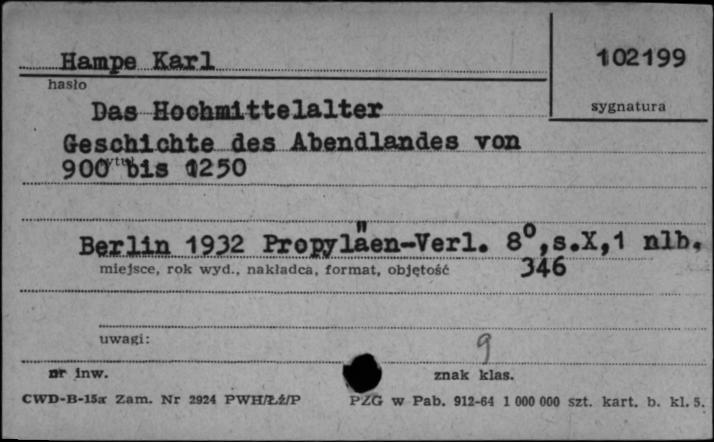 Hampe Karl
102199
hasło
sygnatura
Das Hochmittelalter
Geschichte des Abendlandes von
tytuł
900 bis 1250
Berlin 1932 Propyläen-Verl. 8⁰,s.X,1 nlb.
miejsce, rok wyd., nakładca, format, objętość
346
uwagi:
9
nr inw.
znak klas.
CWD-B-15a Zam. Nr 2924 PWH/Łź/P PZG w Pab. 912-64 1 000 000 szt. kart. b. kl. 5.